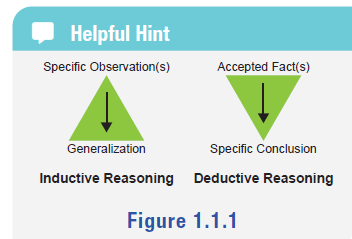 Helpful Hint
Specific Observation(s)
Accepted Fact(s)
Generalization
Specific Conclusion
Inductive Reasoning
Deductive Reasoning
Figure 1.1.1